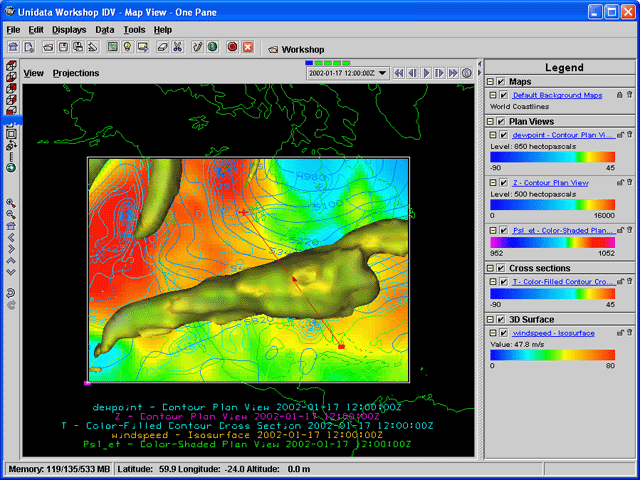 Unidata Workshop IDV - Map View - One Pane
File Edit Displays Data Tools Help
Workshop
View Projections
2002-01-17 12:00:00Z
Legend
Maps
Default Background Maps
World Coastlines
Plan Views
dewpoint - Contour Plan Vi...
Level: 850 hectopascals
-90 45
Z - Contour Plan View
Level: 500 hectopascals
0 16000
Psl_et - Color-Shaded Plan...
952 1052
Cross sections
T - Color-Filled Contour Cro...
-90 45
3D Surface
windspeed - Isosurface
Value: 47.8 m/s
0 80
dewpoint - Contour Plan View 2002-01-17 12:00:00Z
Z - Contour Plan View 2002-01-17 12:00:00Z
T - Color-Filled Contour Cross Section 2002-01-17 12:00:00Z
windspeed - Isosurface 2002-01-17 12:00:00Z
Psl_et - Color-Shaded Plan View 2002-01-17 12:00:00Z
Memory: 119/135/533 MB Latitude: 59.9 Longitude: -24.0 Altitude: 0.0 m